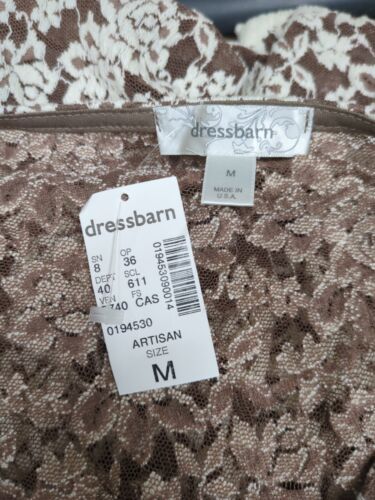 dressbarn
M
MADE IN
U.S.A.
dressbarn
SN OP
8 36
DEPT SCL
40 611
VEN FS
740 CAS
019453090014
0194530
ARTISAN
SIZE
M